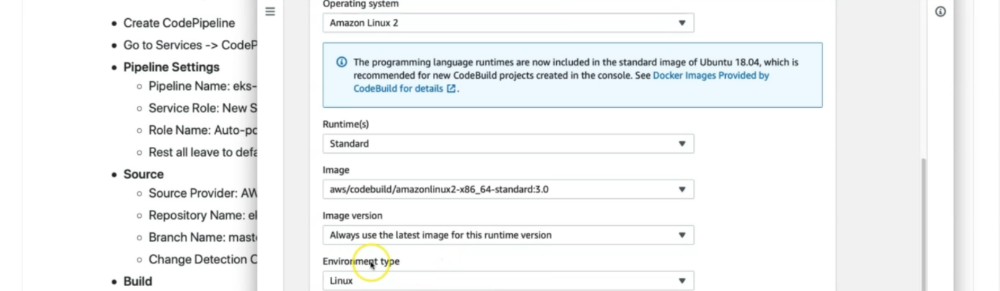 Create CodePipeline
Go to Services -> CodeP
Pipeline Settings
Pipeline Name: eks-
Service Role: New S
Role Name: Auto-po
Rest all leave to defa
Source
Source Provider: AW
Repository Name: el
Branch Name: maste
Change Detection O
Build
Operating system
Amazon Linux 2
The programming language runtimes are now included in the standard image of Ubuntu 18.04, which is
recommended for new CodeBuild projects created in the console. See Docker Images Provided by
CodeBuild for details .
Runtime(s)
Standard
Image
aws/codebuild/amazonlinux2-x86_64-standard:3.0
Image version
Always use the latest image for this runtime version
Environment type
Linux